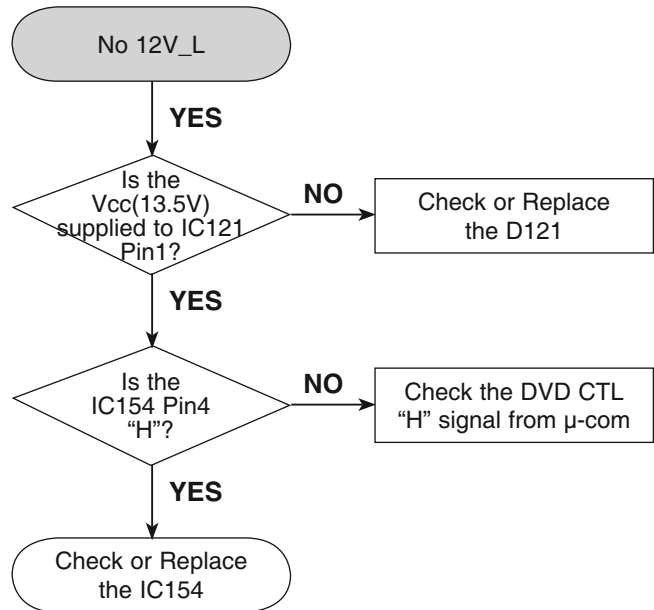 No 12V_L
YES
Is the
Vcc(13.5V)
supplied to IC121
Pin1?
NO
Check or Replace
the D121
YES
Is the
IC154 Pin4
“H”?
NO
Check the DVD CTL
“H” signal from µ-com
YES
Check or Replace
the IC154